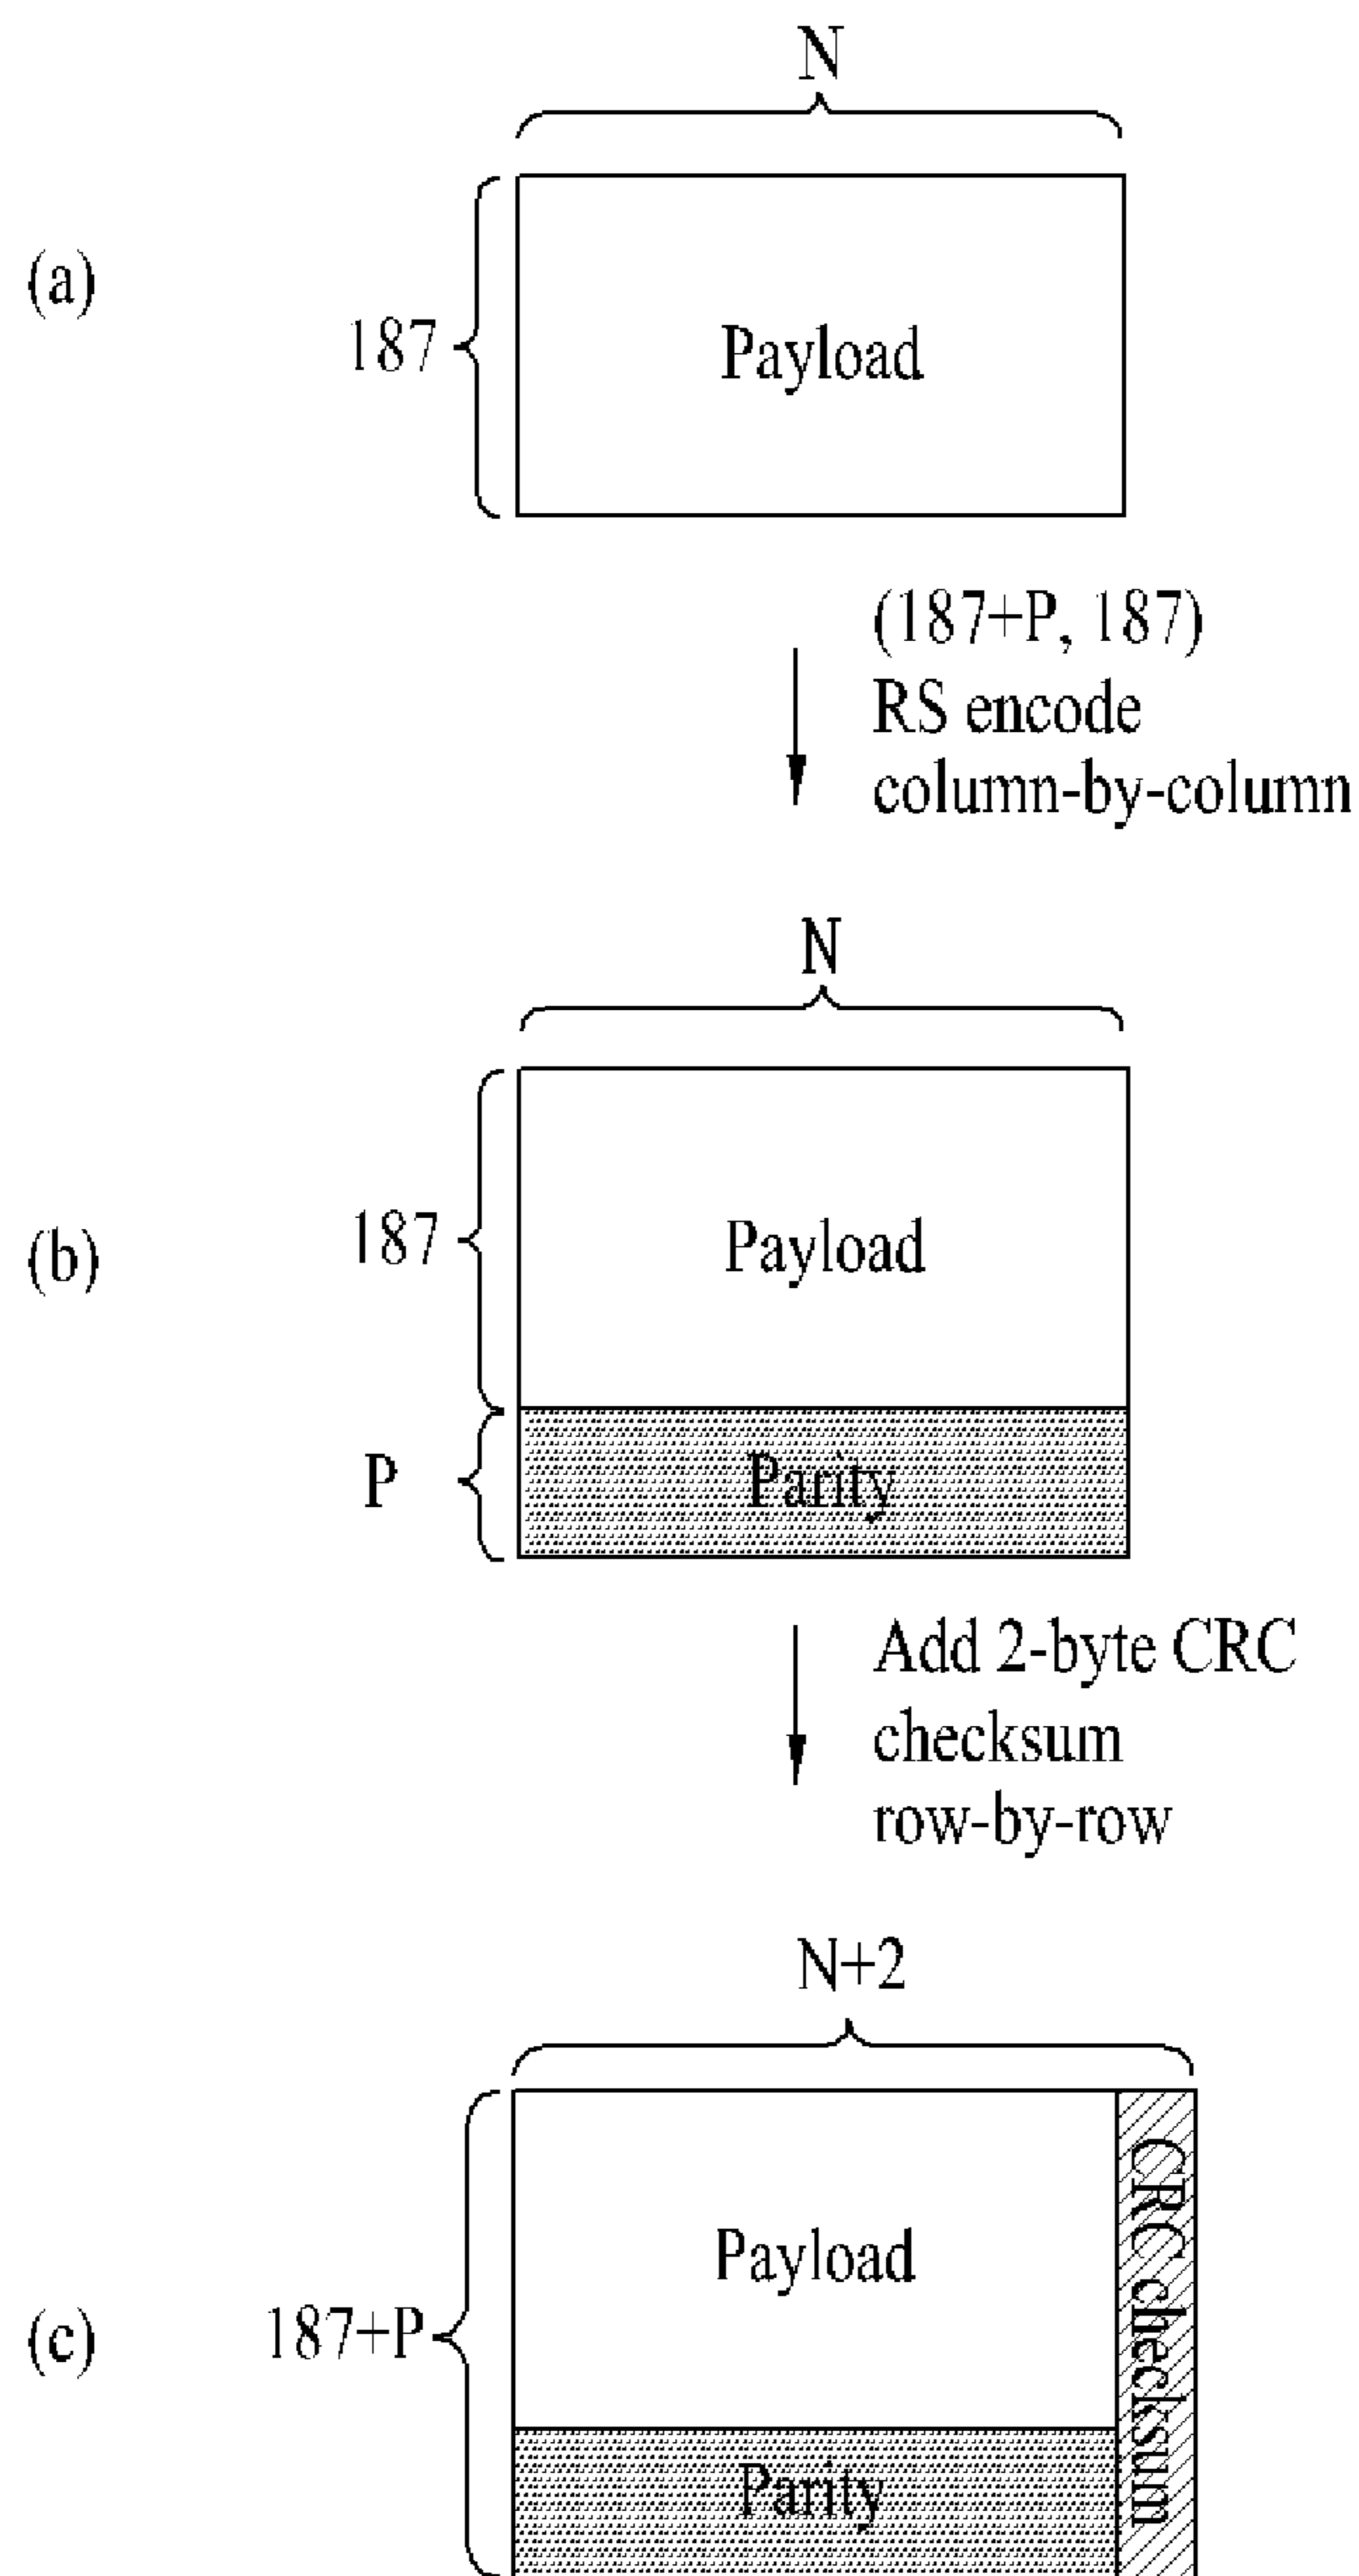 N
(a)
187
Payload
(187+P, 187)
RS encode
column-by-column
N
(b)
187
Payload
P
Parity
Add 2-byte CRC
checksum
row-by-row
N+2
(c)
187+P
Payload
CRC checksum
Parity